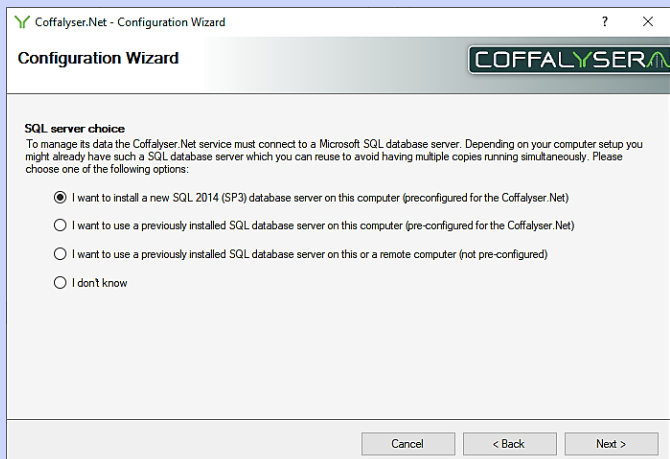 Coffalyser.Net - Configuration Wizard
?
Configuration Wizard
COFFALYSER
SQL server choice
To manage its data the Coffalyser.Net service must connect to a Microsoft SQL database server. Depending on your computer setup you
might already have such a SQL database server which you can reuse to avoid having multiple copies running simultaneously. Please
choose one of the following options:
I want to install a new SQL 2014 (SP3) database server on this computer (preconfigured for the Coffalyser.Net)
I want to use a previously installed SQL database server on this computer (pre-configured for the Coffalyser.Net)
I want to use a previously installed SQL database server on this or a remote computer (not pre-configured)
I don't know
Cancel
< Back
Next >